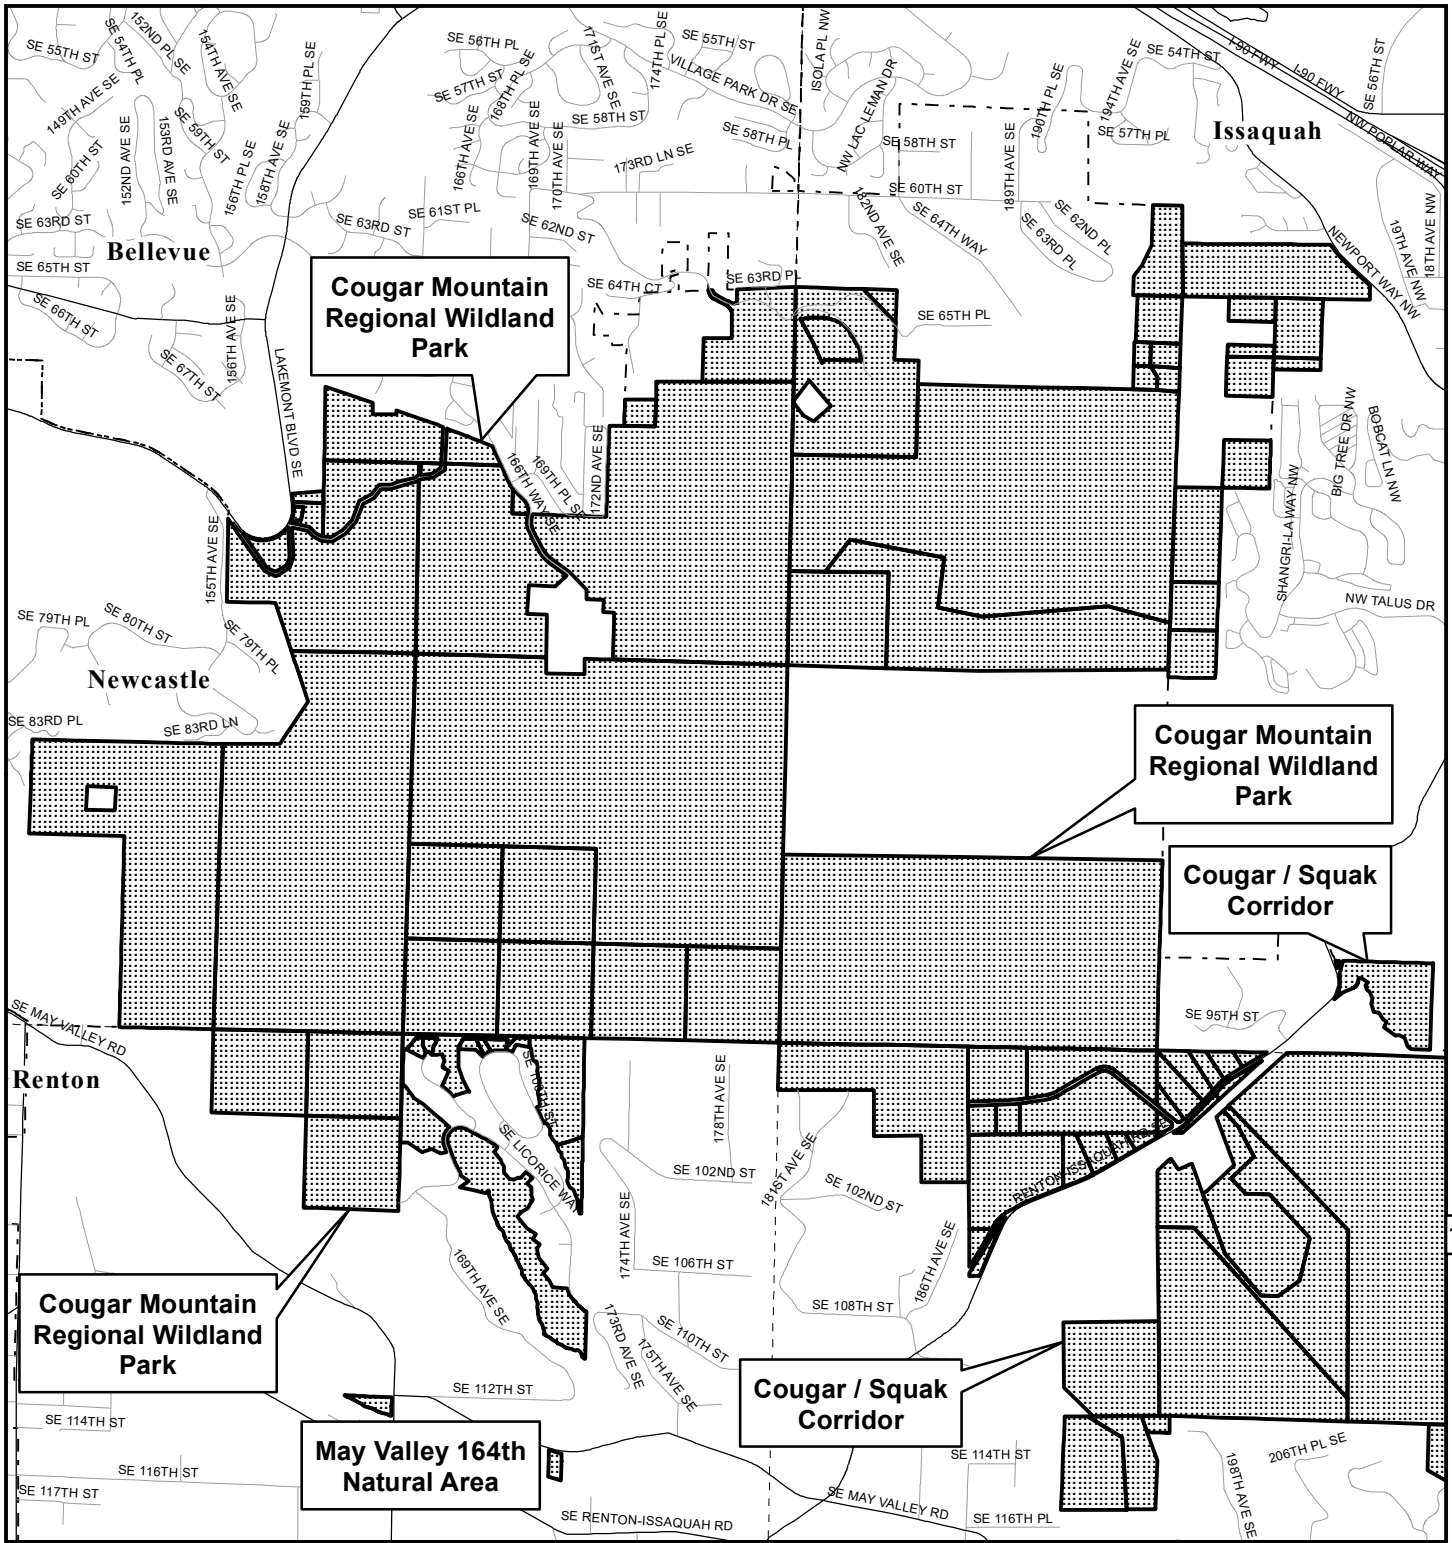 SE 55TH ST
SE 54TH PL
152ND PL SE
154TH AVE SE
159TH PL SE
149TH AVE SE
SE 60TH ST
152ND AVE SE
153RD AVE SE
SE 59TH ST
156TH PL SE
158TH AVE SE
SE 63RD ST
SE 63RD ST
SE 61ST PL
Bellevue
SE 65TH ST
SE 66TH ST
SE 67TH ST
156TH AVE SE
LAKEMONT BLVD SE
SE 56TH PL
SE 57TH ST
168TH PL SE
171ST AVE SE
174TH PL SE
SE 55TH ST
VILLAGE PARK DR SE
SE 58TH ST
SE 58TH PL
166TH AVE SE
169TH AVE SE
170TH AVE SE
173RD LN SE
SE 62ND ST
SE 64TH CT
SE 63RD PL
ISOLA PL NW
NW LAC LEMAN DR
SE 58TH ST
SE 60TH ST
182ND AVE SE
SE 64TH WAY
189TH AVE SE
190TH PL SE
194TH AVE SE
SE 54TH ST
SE 57TH PL
SE 62ND PL
SE 63RD PL
SE 65TH PL
I-90 FWY
I-90 FWY
SE 56TH ST
Issaquah
NW POPLAR WAY
18TH AVE NW
19TH AVE NW
NEWPORT WAY NW
Cougar Mountain
Regional Wildland
Park
166TH WAY SE
169TH PL SE
172ND AVE SE
BIG TREE DR NW
BOBCAT LN NW
SHANGRI-LA WAY NW
NW TALUS DR
155TH AVE SE
SE 79TH PL
SE 80TH ST
SE 79TH PL
Newcastle
SE 83RD PL
SE 83RD LN
Cougar Mountain
Regional Wildland
Park
Cougar / Squak
Corridor
SE 95TH ST
SE MAY VALLEY RD
Renton
SE 100TH ST
SE LICORICE WAY
178TH AVE SE
SE 102ND ST
181ST AVE SE
SE 102ND ST
RENTON-ISSAQUAH RD SE
174TH AVE SE
SE 106TH ST
186TH AVE SE
SE 108TH ST
169TH AVE SE
173RD AVE SE
175TH AVE SE
SE 110TH ST
Cougar Mountain
Regional Wildland
Park
Cougar / Squak
Corridor
SE 112TH ST
SE 114TH ST
May Valley 164th
Natural Area
SE 114TH ST
198TH AVE SE
206TH PL SE
SE 116TH ST
SE 117TH ST
SE MAY VALLEY RD
SE RENTON-ISSAQUAH RD
SE 116TH PL